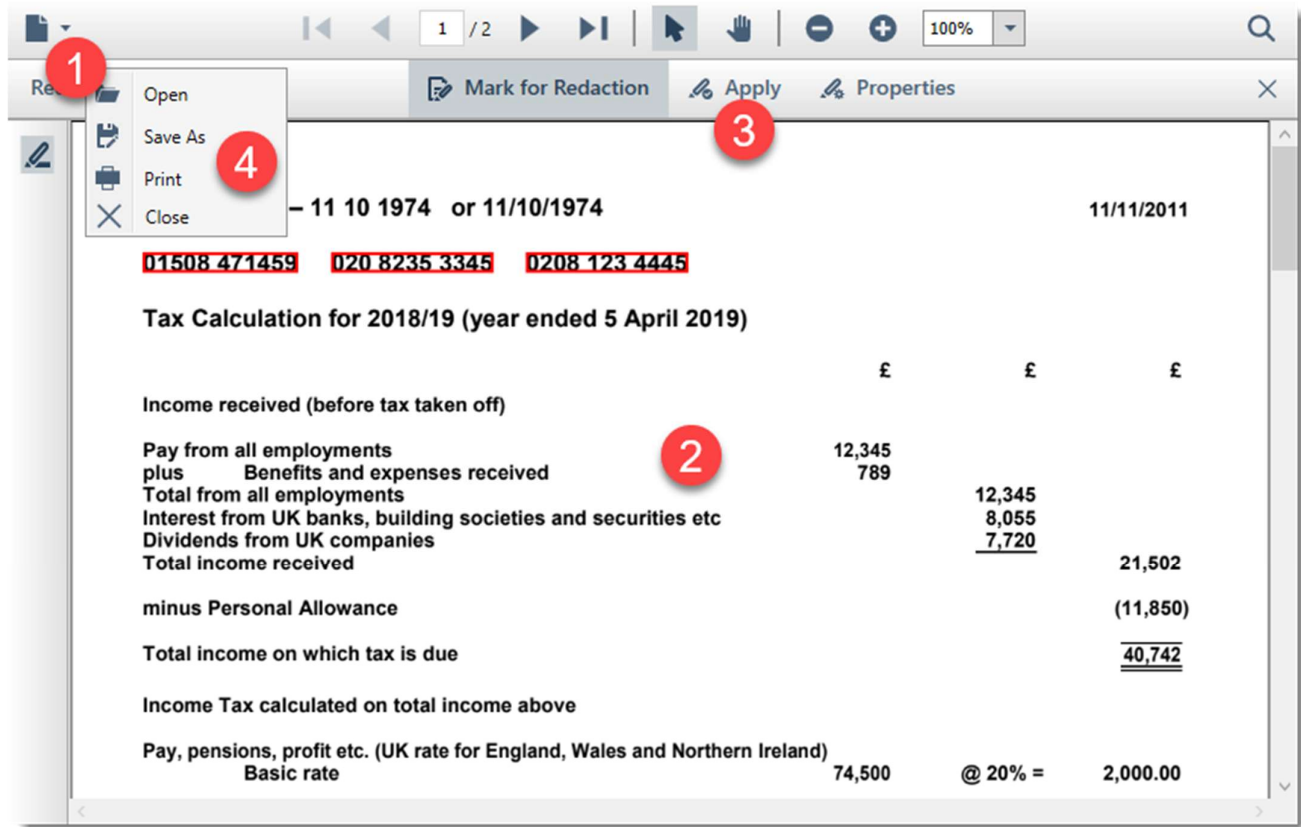 1 / 2 100%
1
Re Mark for Redaction Apply Properties
3
Open
Save As
4
Print
Close
– 11 10 1974 or 11/10/1974 11/11/2011
01508 471459 020 8235 3345 0208 123 4445
Tax Calculation for 2018/19 (year ended 5 April 2019)
£ £ £
Income received (before tax taken off)
2
Pay from all employments 12,345
plus Benefits and expenses received 789
Total from all employments 12,345
Interest from UK banks, building societies and securities etc 8,055
Dividends from UK companies 7,720
Total income received 21,502
minus Personal Allowance (11,850)
Total income on which tax is due 40,742
Income Tax calculated on total income above
Pay, pensions, profit etc. (UK rate for England, Wales and Northern Ireland)
Basic rate 74,500 @ 20% = 2,000.00